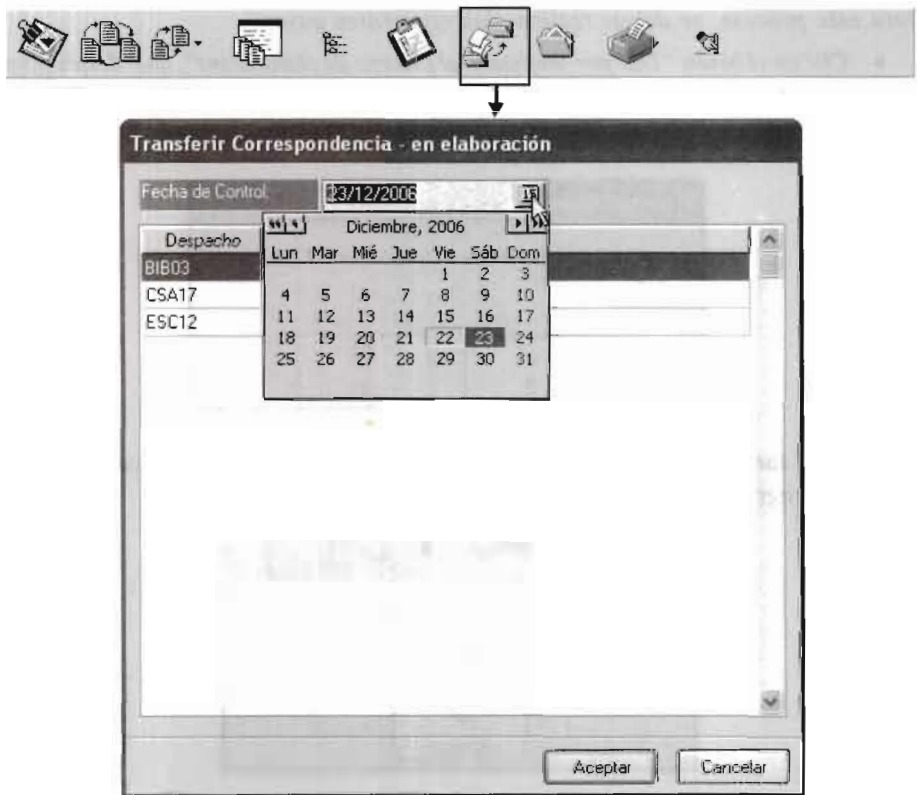 Transferir Correspondencia - en elaboración
Fecha de Control
23/12/2006
15
Despacho
Diciembre, 2006
Lun Mar Mié Jue Vie Sáb Dom
1 2 3
4 5 6 7 8 9 10
11 12 13 14 15 16 17
18 19 20 21 22 23 24
25 26 27 28 29 30 31
BIB03
CSA17
ESC12
Aceptar
Cancelar